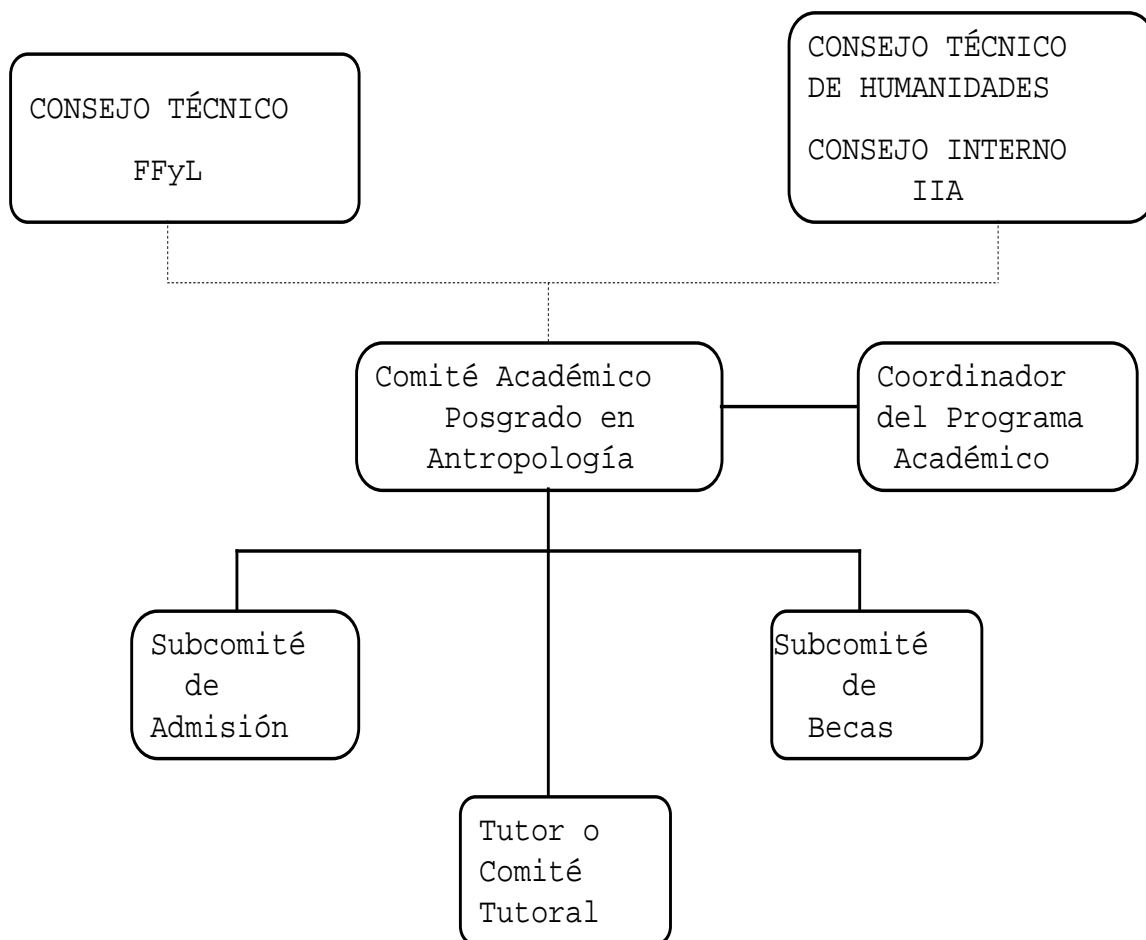 CONSEJO TÉCNICO
FFyL
CONSEJO TÉCNICO
DE HUMANIDADES
CONSEJO INTERNO
IIA
Comité Académico
Posgrado en
Antropología
Coordinador
del Programa
Académico
Subcomité
de
Admisión
Subcomité
de
Becas
Tutor o
Comité
Tutoral